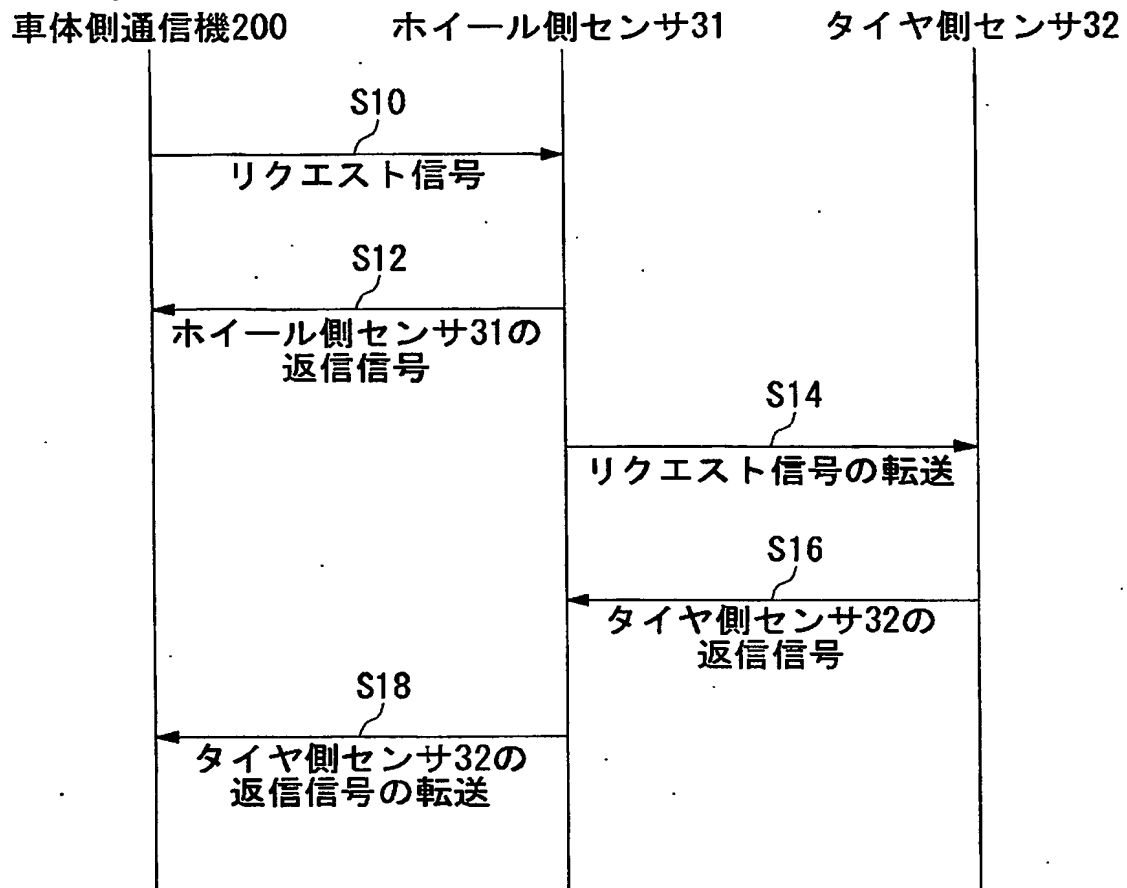 車体側通信機200
ホイール側センサ31
タイヤ側センサ32
S10
リクエスト信号
S12
ホイール側センサ31の
返信信号
S14
リクエスト信号の転送
S16
タイヤ側センサ32の
返信信号
S18
タイヤ側センサ32の
返信信号の転送